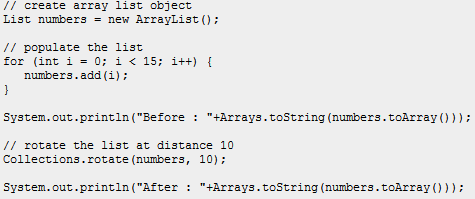 // create array list object
List numbers = new ArrayList();
// populate the list
for (int i = 0; i < 15; i++) {
numbers.add(i);
}
System.out.println("Before : "+Arrays.toString(numbers.toArray()));
// rotate the list at distance 10
Collections.rotate(numbers, 10);
System.out.println("After : "+Arrays.toString(numbers.toArray()));